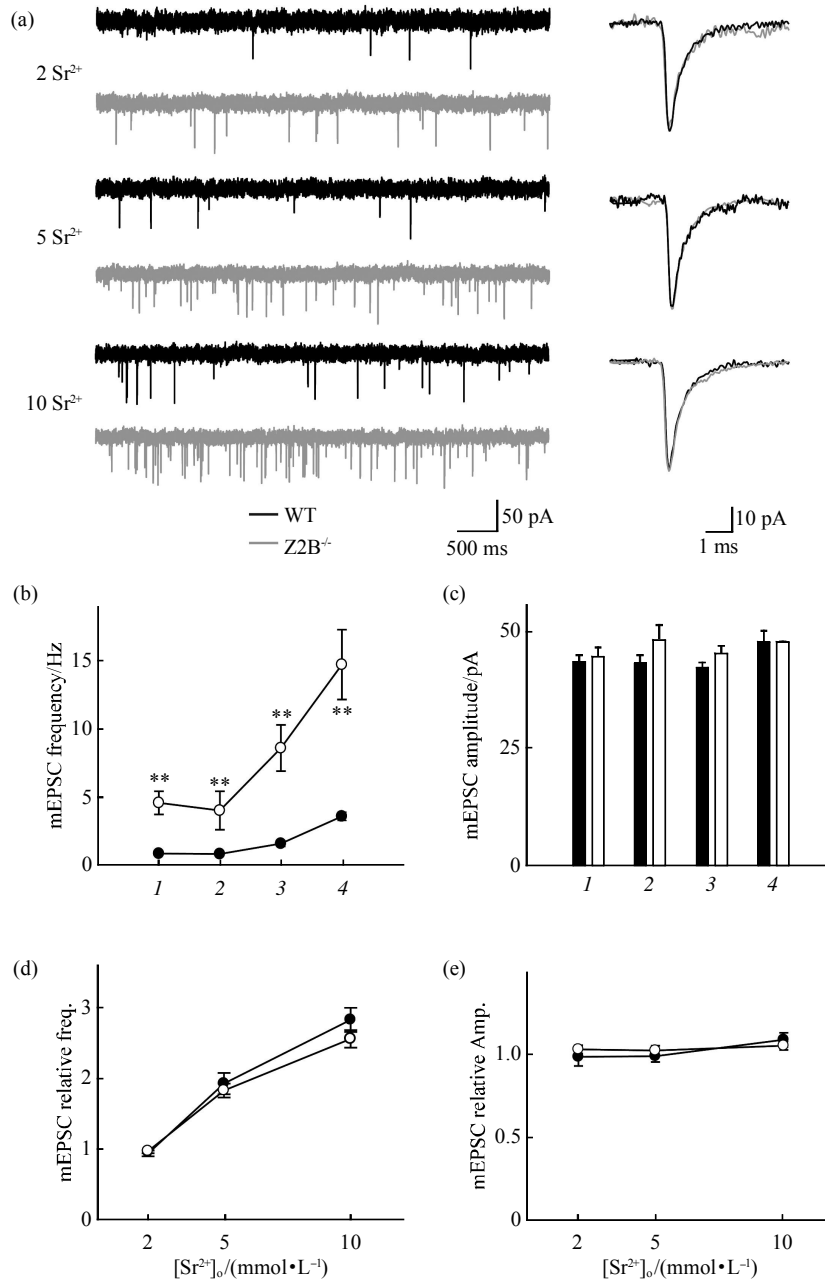 (a)
2 Sr²⁺
5 Sr²⁺
10 Sr²⁺
WT
Z2B⁻/⁻
50 pA
500 ms
10 pA
1 ms
(b)
mEPSC frequency/Hz
15
10
5
0
**
**
**
**
1 2 3 4
(c)
mEPSC amplitude/pA
50
25
0
1 2 3 4
(d)
mEPSC relative freq.
3
2
1
0
2 5 10
[Sr²⁺]ₒ/(mmol•L⁻¹)
(e)
mEPSC relative Amp.
1.0
0.5
0
2 5 10
[Sr²⁺]ₒ/(mmol•L⁻¹)